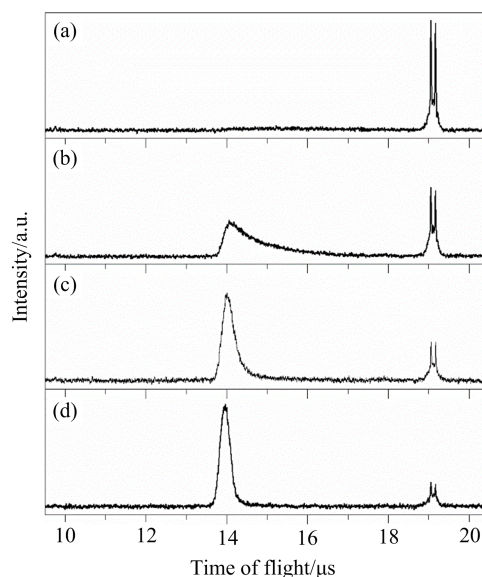 (a)
(b)
(c)
(d)
Intensity/a.u.
10 12 14 16 18 20
Time of flight/μs